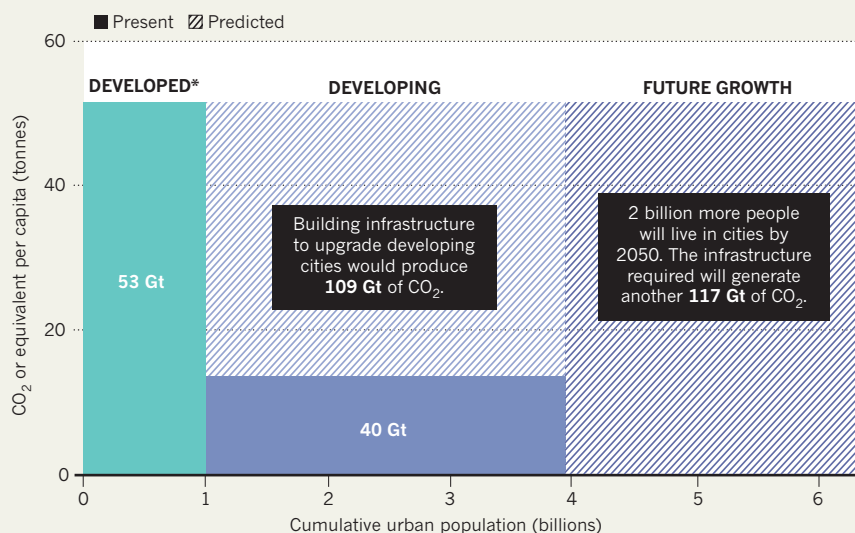 Present Predicted
60
DEVELOPED* DEVELOPING FUTURE GROWTH
CO₂ or equivalent per capita (tonnes)
40
Building infrastructure
to upgrade developing
cities would produce
109 Gt of CO₂.
2 billion more people
will live in cities by
2050. The infrastructure
required will generate
another 117 Gt of CO₂.
53 Gt
20
40 Gt
0
0 1 2 3 4 5 6
Cumulative urban population (billions)